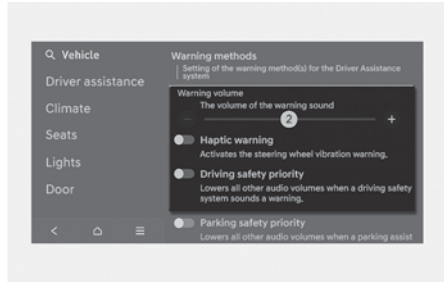 Vehicle
Driver assistance
Climate
Seats
Lights
Door
Warning methods
Setting of the warning method(s) for the Driver Assistance
system
Warning volume
The volume of the warning sound
− 2 +
Haptic warning
Activates the steering wheel vibration warning.
Driving safety priority
Lowers all other audio volumes when a driving safety
system sounds a warning.
Parking safety priority
Lowers all other audio volumes when a parking assist